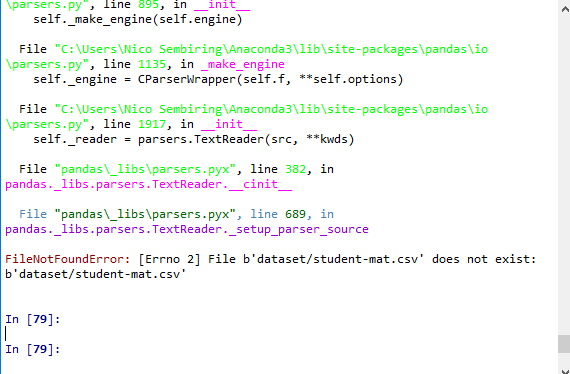 \parsers.py", line 895, in __init__
self._make_engine(self.engine)
File "C:\Users\Nico Sembiring\Anaconda3\lib\site-packages\pandas\io
\parsers.py", line 1135, in _make_engine
self._engine = CParserWrapper(self.f, **self.options)
File "C:\Users\Nico Sembiring\Anaconda3\lib\site-packages\pandas\io
\parsers.py", line 1917, in __init__
self._reader = parsers.TextReader(src, **kwds)
File "pandas\_libs\parsers.pyx", line 382, in
pandas._libs.parsers.TextReader.__cinit__
File "pandas\_libs\parsers.pyx", line 689, in
pandas._libs.parsers.TextReader._setup_parser_source
FileNotFoundError: [Errno 2] File b'dataset/student-mat.csv' does not exist:
b'dataset/student-mat.csv'
In [79]:
In [79]: